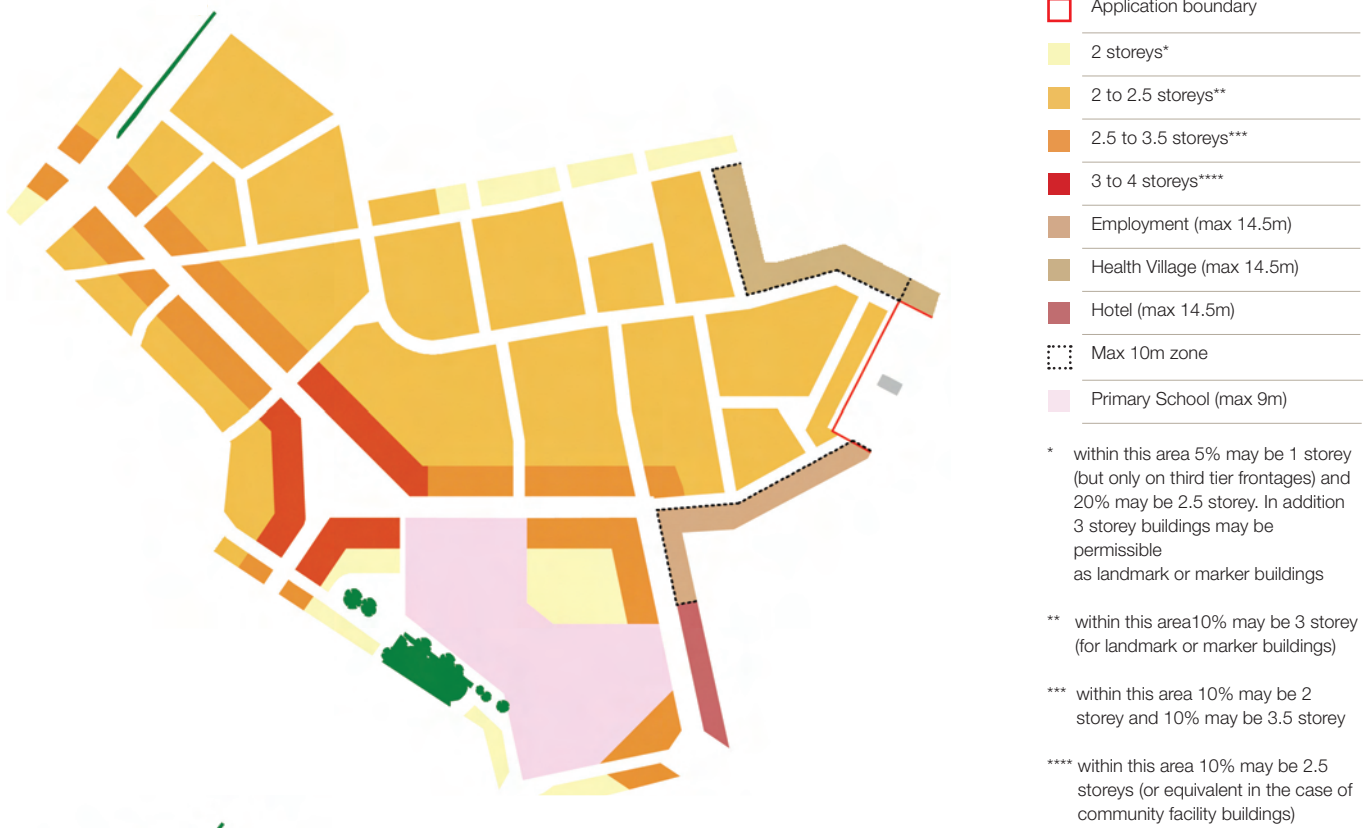 Application boundary
2 storeys*
2 to 2.5 storeys**
2.5 to 3.5 storeys***
3 to 4 storeys****
Employment (max 14.5m)
Health Village (max 14.5m)
Hotel (max 14.5m)
Max 10m zone
Primary School (max 9m)
* within this area 5% may be 1 storey
(but only on third tier frontages) and
20% may be 2.5 storey. In addition
3 storey buildings may be
permissible
as landmark or marker buildings
** within this area10% may be 3 storey
(for landmark or marker buildings)
*** within this area 10% may be 2
storey and 10% may be 3.5 storey
**** within this area 10% may be 2.5
storeys (or equivalent in the case of
community facility buildings)